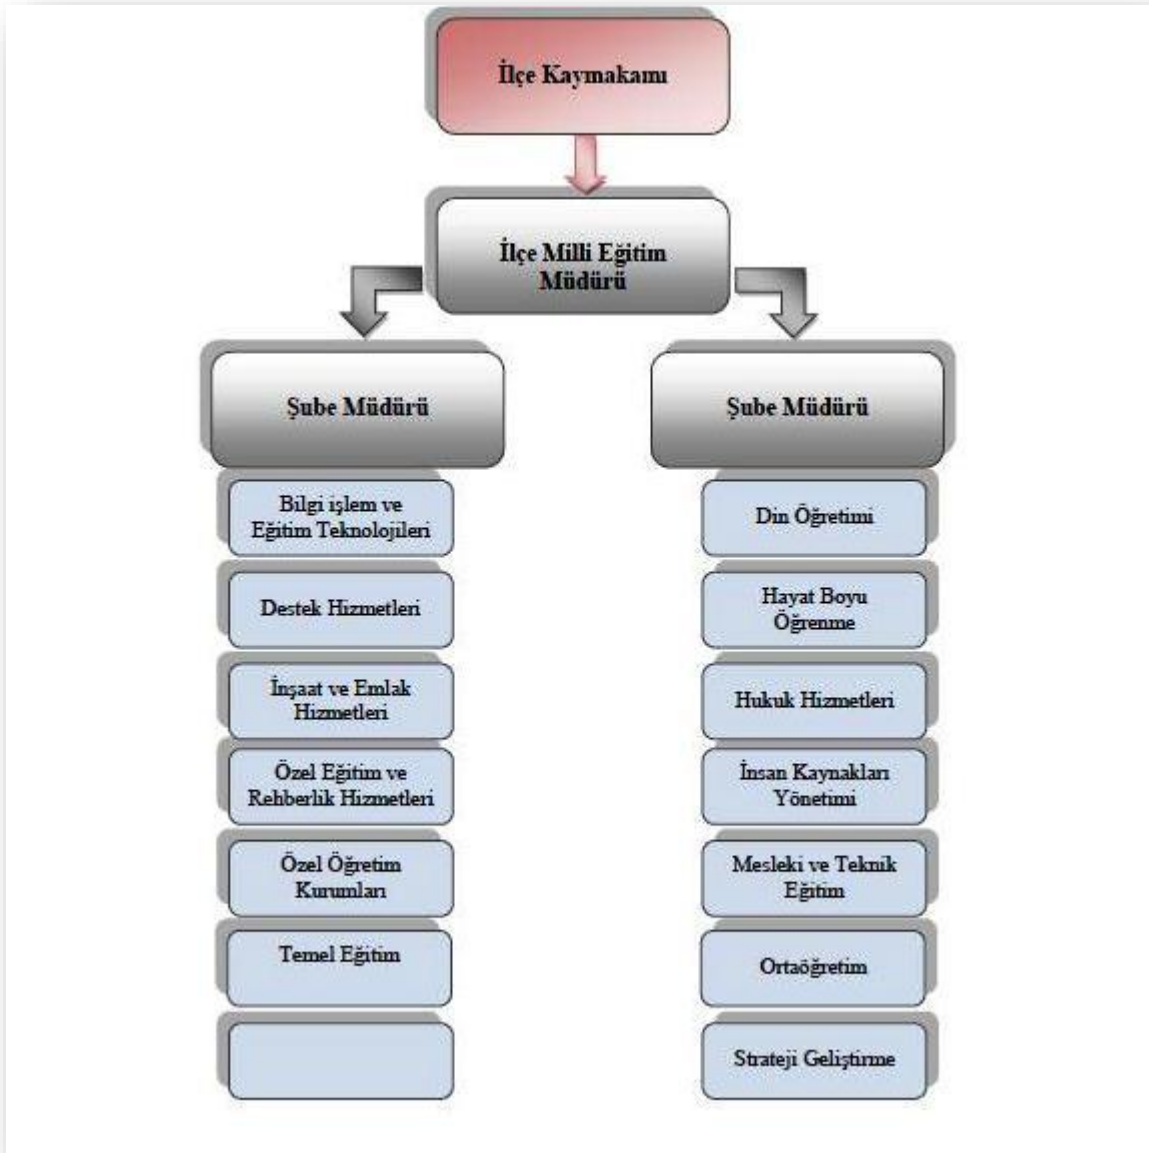 İlçe Kaymakamı
İlçe Milli Eğitim
Müdürü
Şube Müdürü
Bilgi işlem ve
Eğitim Teknolojileri
Destek Hizmetleri
İnşaat ve Emlak
Hizmetleri
Özel Eğitim ve
Rehberlik Hizmetleri
Özel Öğretim
Kurumları
Temel Eğitim
Şube Müdürü
Din Öğretimi
Hayat Boyu
Öğrenme
Hukuk Hizmetleri
İnsan Kaynakları
Yönetimi
Mesleki ve Teknik
Eğitim
Ortaöğretim
Strateji Geliştirme